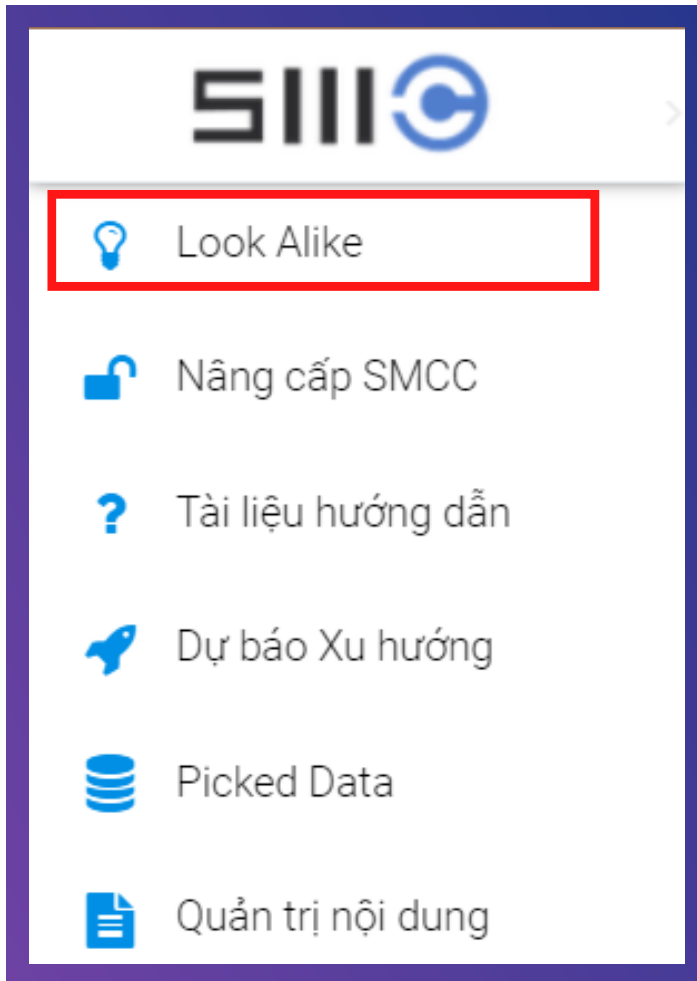 SMCC
Look Alike
Nâng cấp SMCC
Tài liệu hướng dẫn
Dự báo Xu hướng
Picked Data
Quản trị nội dung